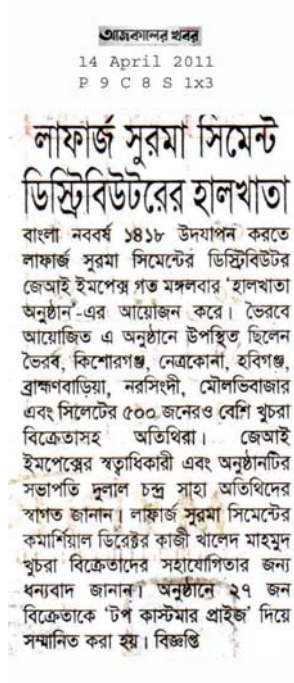 আজকালের খবর
14 April 2011
P 9 C 8 S 1x3
লাফার্জ সুরমা সিমেন্ট
ডিস্ট্রিবিউটরের হালখাতা
বাংলা নববর্ষ ১৪১৮ উদযাপন করতে
লাফার্জ সুরমা সিমেন্টের ডিস্ট্রিবিউটর
জেআই ইমপেক্স গত মঙ্গলবার 'হালখাতা
অনুষ্ঠান'-এর আয়োজন করে। ভৈরবে
আয়োজিত এ অনুষ্ঠানে উপস্থিত ছিলেন
ভৈরব, কিশোরগঞ্জ, নেত্রকোনা, হবিগঞ্জ,
ব্রাহ্মণবাড়িয়া, নরসিংদী, মৌলভিবাজার
এবং সিলেটের ৫০০ জনেরও বেশি খুচরা
বিক্রেতাসহ অতিথিরা। জেআই
ইমপেক্সের স্বত্বাধিকারী এবং অনুষ্ঠানটির
সভাপতি দুলাল চন্দ্র সাহা অতিথিদের
স্বাগত জানান। লাফার্জ সুরমা সিমেন্টের
কমার্শিয়াল ডিরেক্টর কাজী খালেদ মাহমুদ
খুচরা বিক্রেতাদের সহযোগিতার জন্য
ধন্যবাদ জানান। অনুষ্ঠানে ২৭ জন
বিক্রেতাকে 'টপ কাস্টমার প্রাইজ' দিয়ে
সম্মানিত করা হয়। বিজ্ঞপ্তি